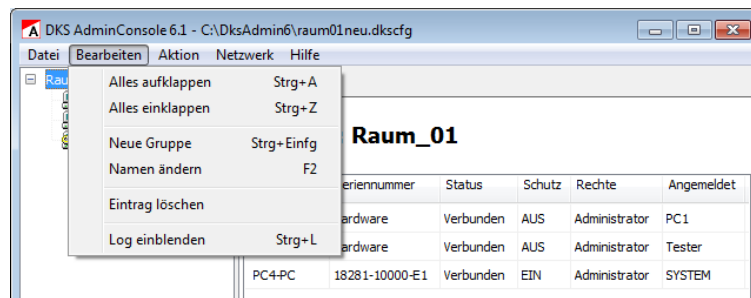 DKS AdminConsole 6.1 - C:\DksAdmin6\raum01neu.dkscfg
Datei Bearbeiten Aktion Netzwerk Hilfe
Rau
Alles aufklappen Strg+A
Alles einklappen Strg+Z
Neue Gruppe Strg+Einfg
Namen ändern F2
Eintrag löschen
Log einblenden Strg+L
Raum_01
eriennummer Status Schutz Rechte Angemeldet
ardware Verbunden AUS Administrator PC1
ardware Verbunden AUS Administrator Tester
PC4-PC 18281-10000-E1 Verbunden EIN Administrator SYSTEM